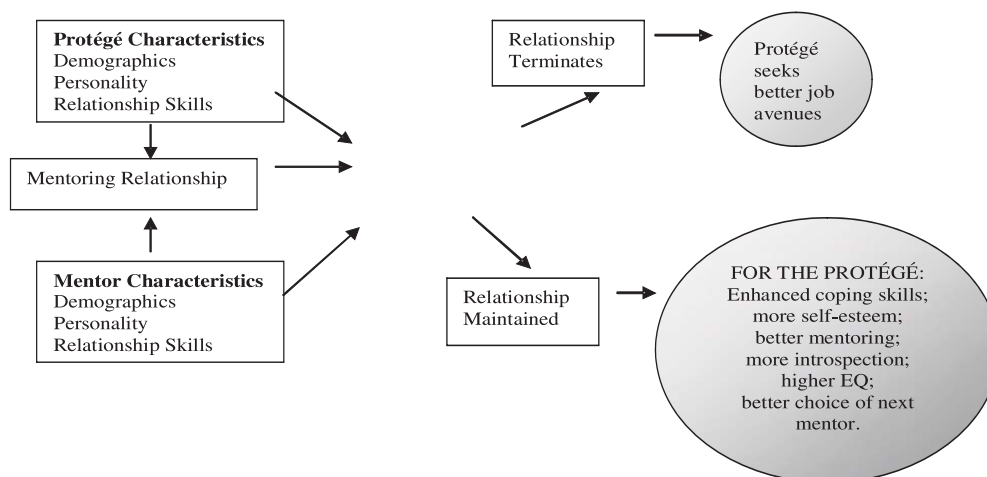 Protégé Characteristics
Demographics
Personality
Relationship Skills
Mentoring Relationship
Mentor Characteristics
Demographics
Personality
Relationship Skills
Relationship
Terminates
Protégé
seeks
better job
avenues
Relationship
Maintained
FOR THE PROTÉGÉ:
Enhanced coping skills;
more self-esteem;
better mentoring;
more introspection;
higher EQ;
better choice of next
mentor.